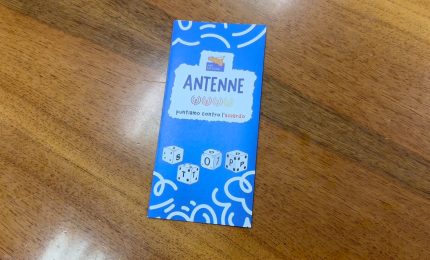 ANTENNE
puntiamo contro l'azzardo
S O P
T T